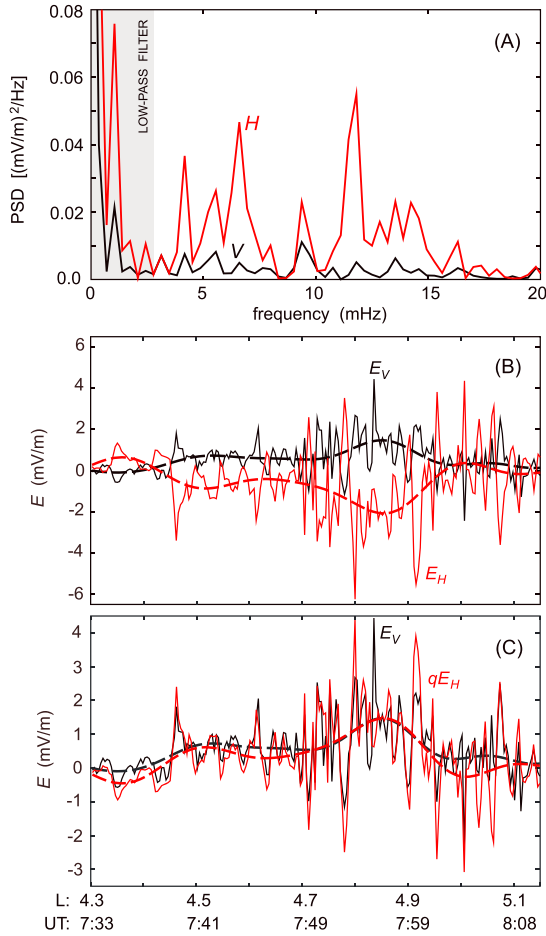 0.08
0.06
0.04
0.02
0.0
PSD [(mV/m)²/Hz]
LOW-PASS FILTER
(A)
H
V
0 5 10 15 20
frequency (mHz)
4
2
0
-2
-4
-6
E (mV/m)
(B)
E_V
E_H
4
3
2
1
0
-1
-2
-3
E (mV/m)
(C)
E_V
qE_H
L: 4.3 4.5 4.7 4.9 5.1
UT: 7:33 7:41 7:49 7:59 8:08